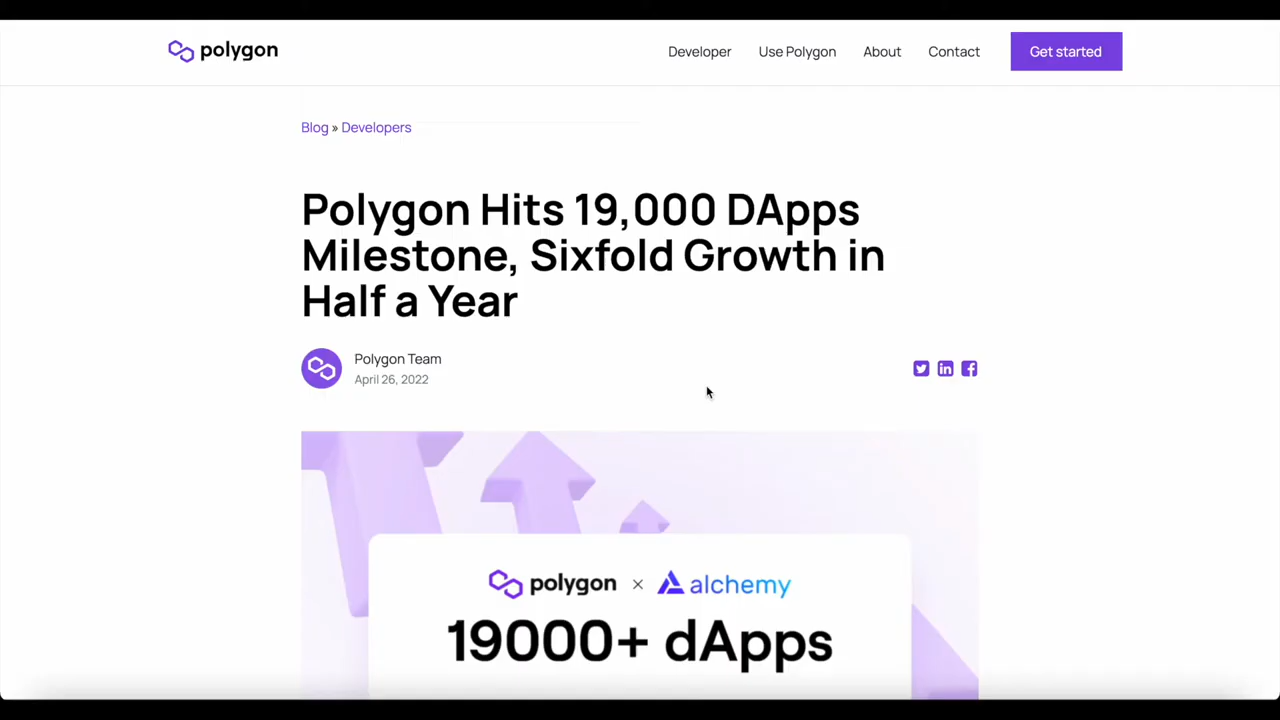 polygon
Developer Use Polygon About Contact Get started
Blog » Developers
Polygon Hits 19,000 DApps
Milestone, Sixfold Growth in
Half a Year
Polygon Team
April 26, 2022
polygon × alchemy
19000+ dApps